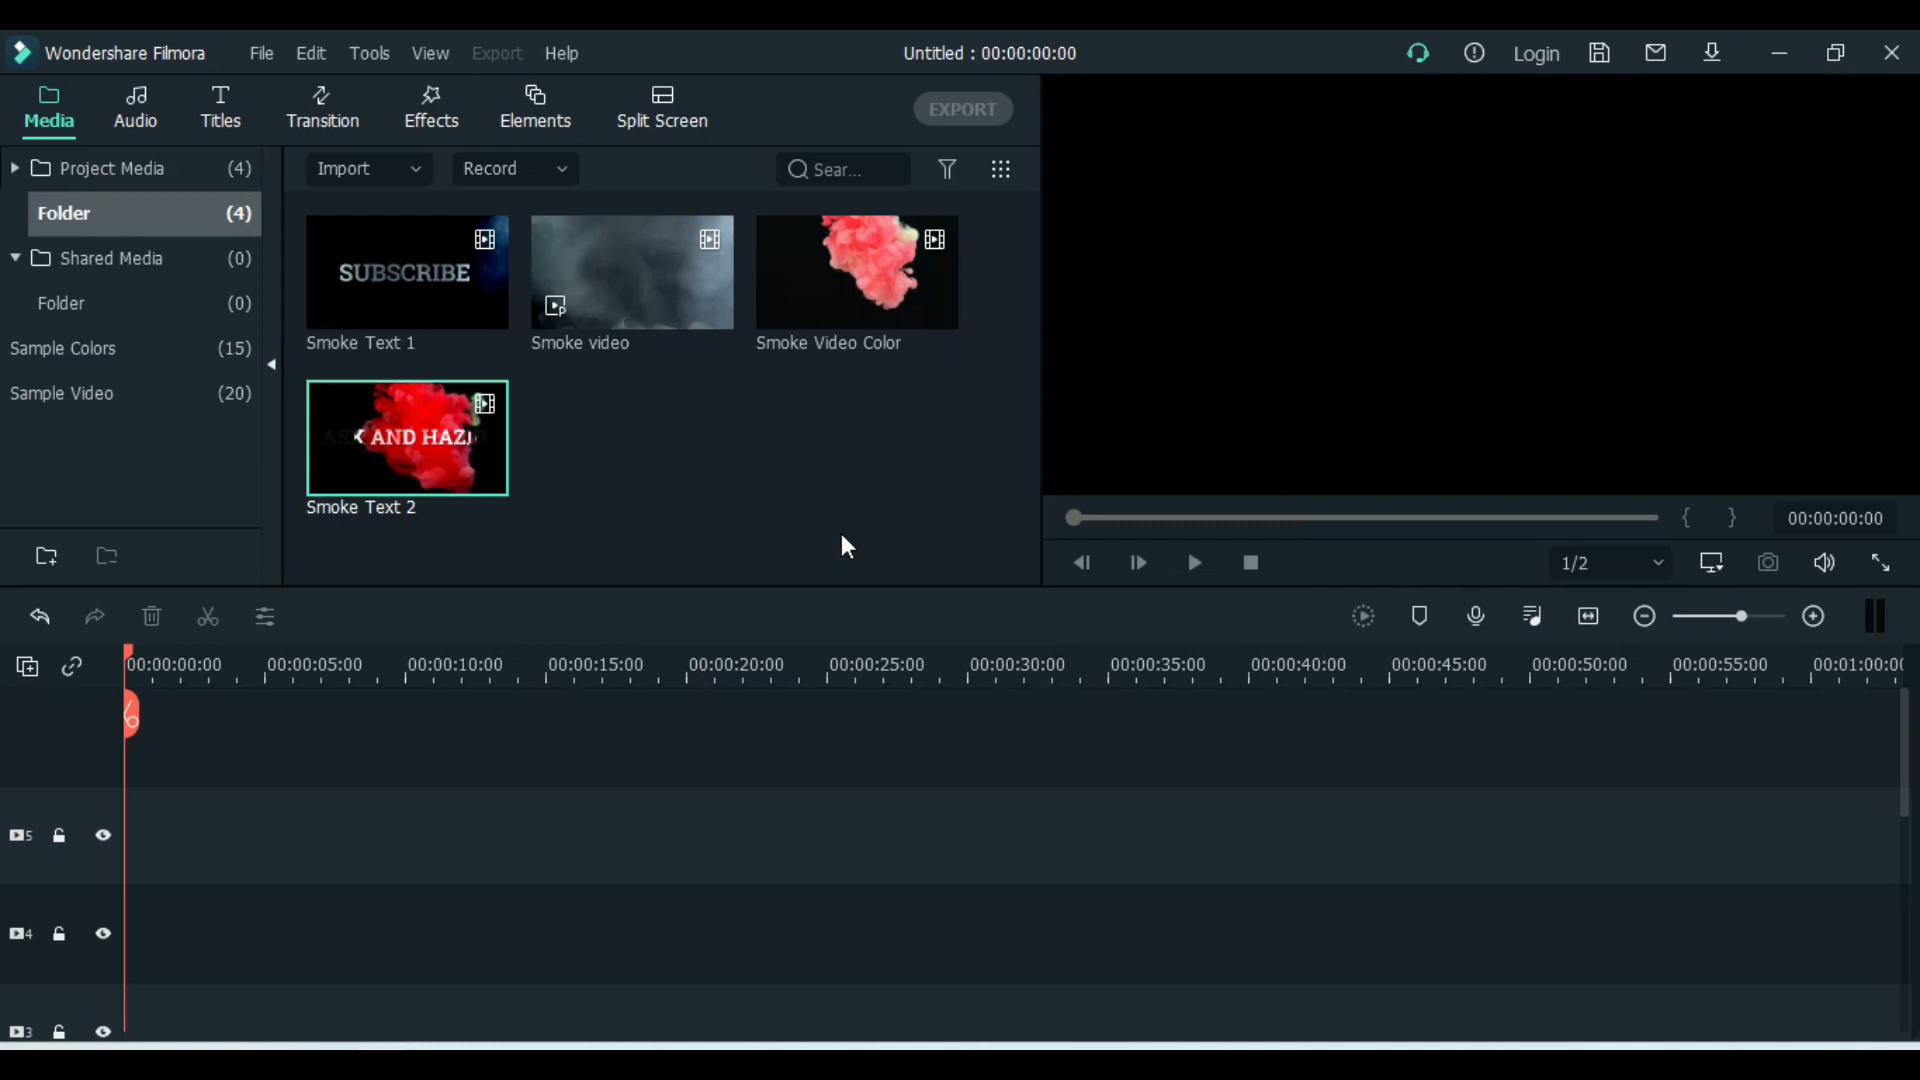 Wondershare Filmora File Edit Tools View Export Help Untitled : 00:00:00:00 Login
Media Audio Titles Transition Effects Elements Split Screen EXPORT
Project Media (4) Import Record Sear...
Folder (4)
Shared Media (0)
Folder (0)
Sample Colors (15)
Sample Video (20)
SUBSCRIBE
Smoke Text 1 Smoke video Smoke Video Color
AND
Smoke Text 2
{ } 00:00:00:00
1/2
00:00:00:00 00:00:05:00 00:00:10:00 00:00:15:00 00:00:20:00 00:00:25:00 00:00:30:00 00:00:35:00 00:00:40:00 00:00:45:00 00:00:50:00 00:00:55:00 00:01:00:0
5
4
3